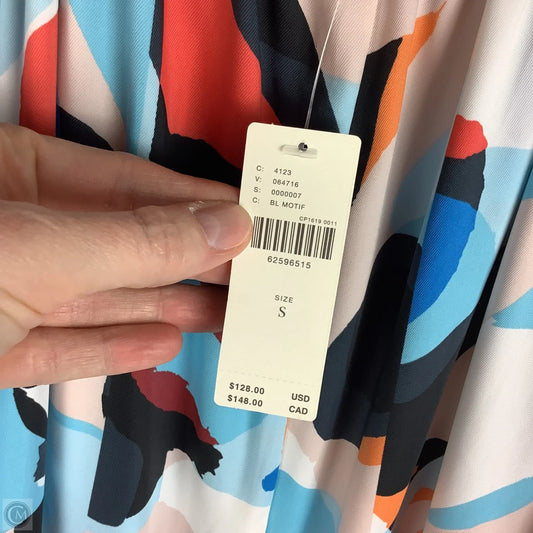 C: 4123
V: 064716
S: 0000007
C: BL MOTIF
CP1619 0011
62596515
SIZE
S
$128.00 USD
$148.00 CAD